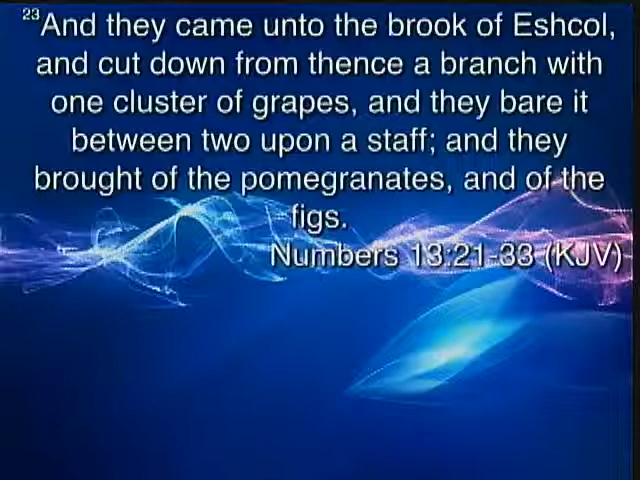 23 And they came unto the brook of Eshcol,
and cut down from thence a branch with
one cluster of grapes, and they bare it
between two upon a staff; and they
brought of the pomegranates, and of the
figs.
Numbers 13:21-33 (KJV)